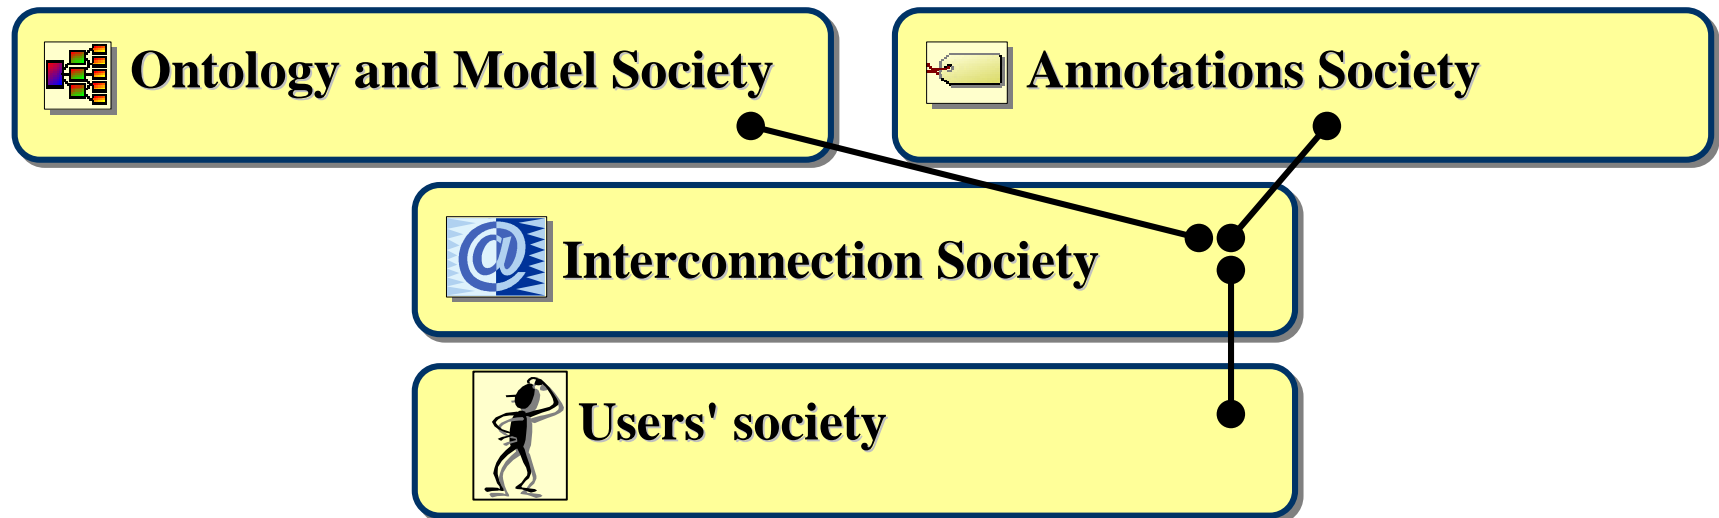 Ontology and Model Society
Annotations Society
Interconnection Society
Users' society